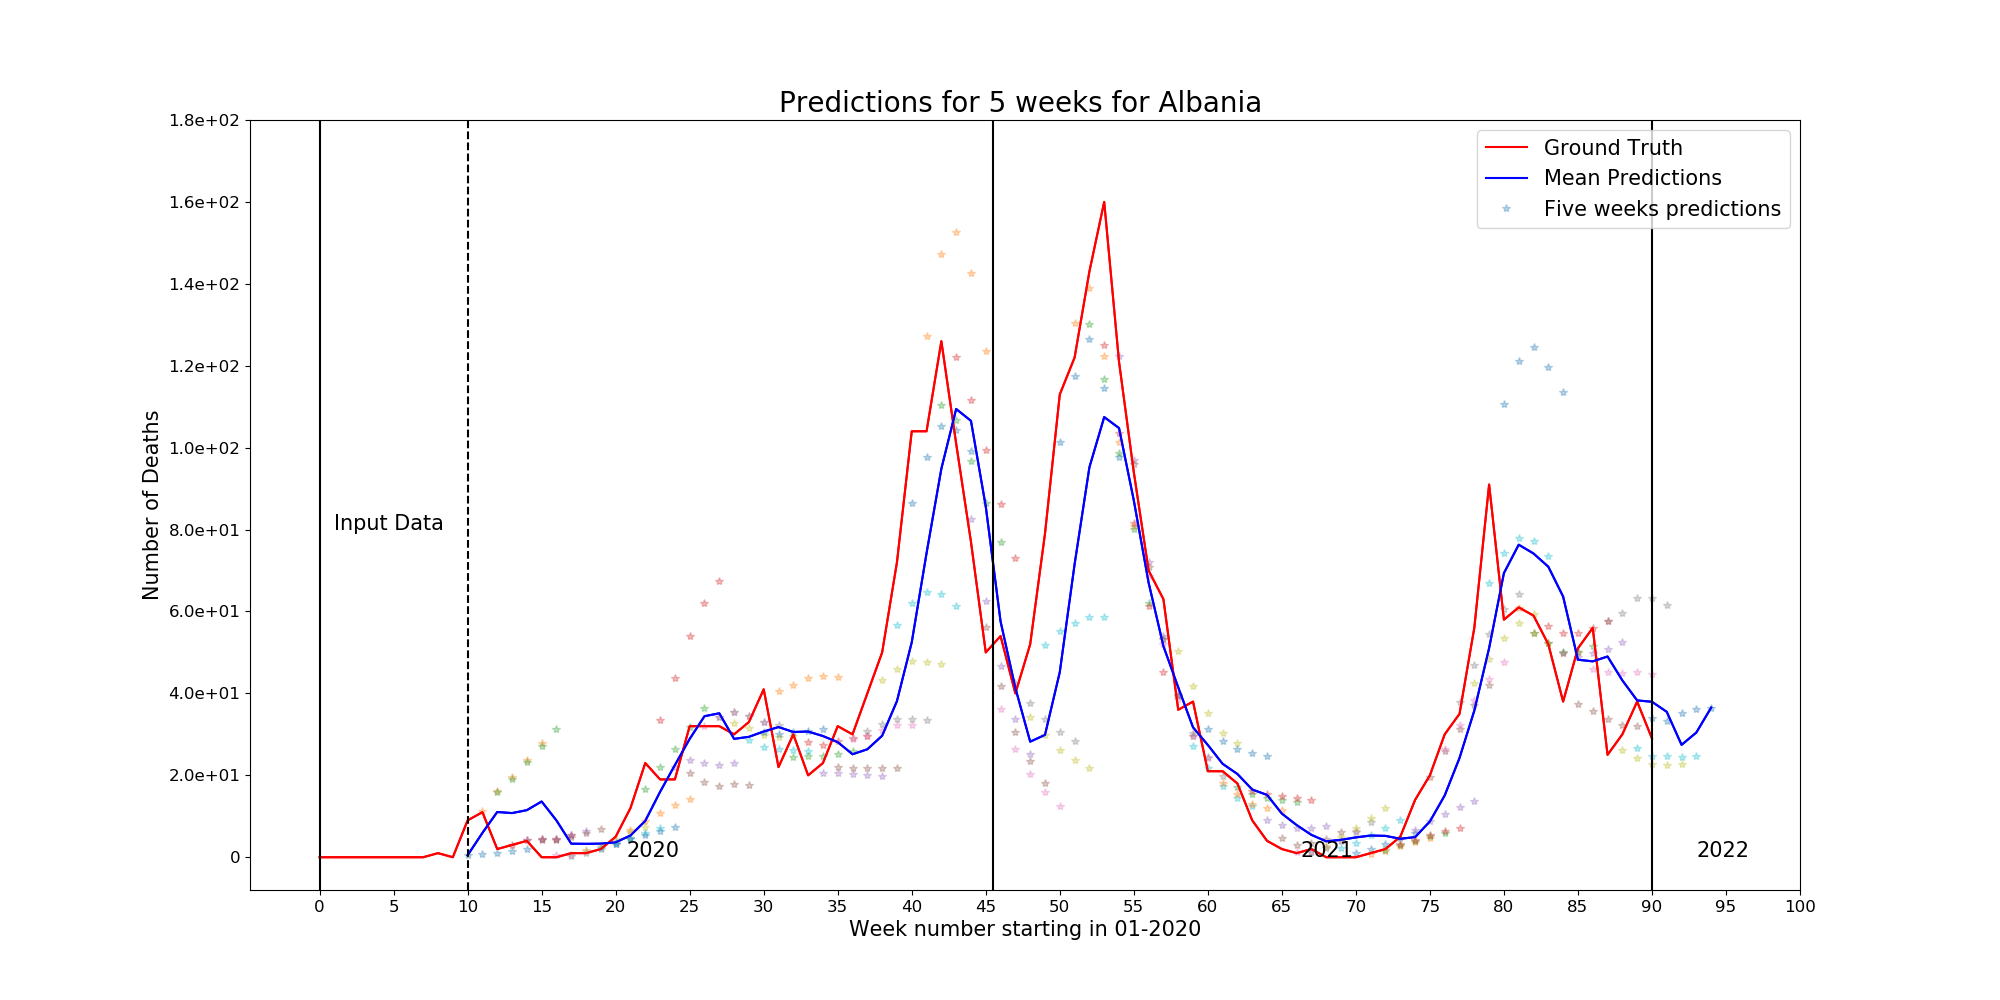 Predictions for 5 weeks for Albania
1.8e+02
1.6e+02
1.4e+02
1.2e+02
1.0e+02
8.0e+01
6.0e+01
4.0e+01
2.0e+01
0
Number of Deaths
Ground Truth
Mean Predictions
Five weeks predictions
Input Data
2020
2021
2022
0 5 10 15 20 25 30 35 40 45 50 55 60 65 70 75 80 85 90 95 100
Week number starting in 01-2020